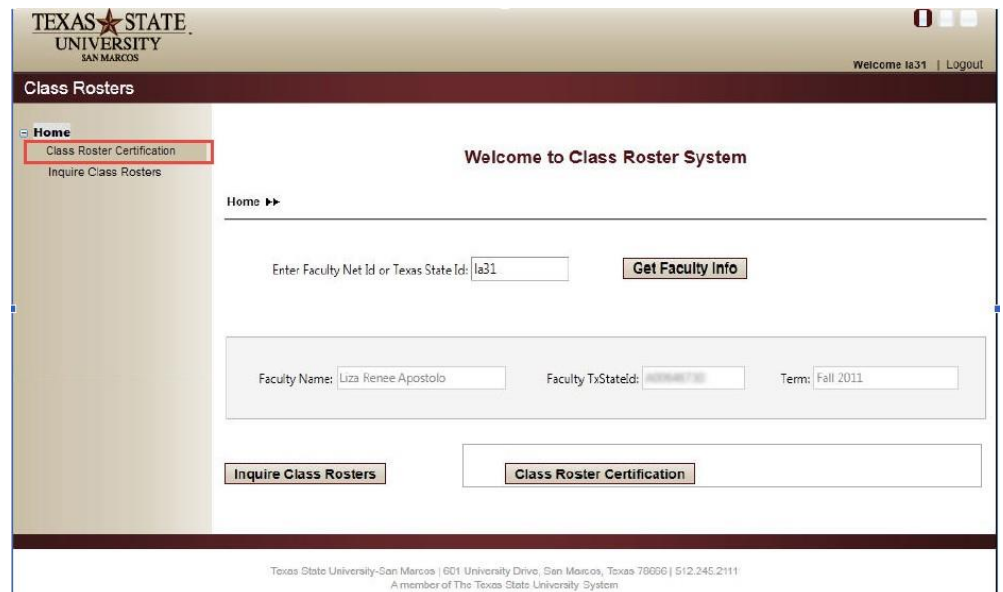 TEXAS STATE
UNIVERSITY
SAN MARCOS
Welcome la31 | Logout
Class Rosters
Home
Class Roster Certification
Inquire Class Rosters
Welcome to Class Roster System
Home
Enter Faculty Net Id or Texas State Id: la31 Get Faculty Info
Faculty Name: Liza Renee Apostolo Faculty TxStateId: Term: Fall 2011
Inquire Class Rosters Class Roster Certification
Texas State University-San Marcos | 601 University Drive, San Marcos, Texas 78666 | 512.245.2111
A member of The Texas State University System